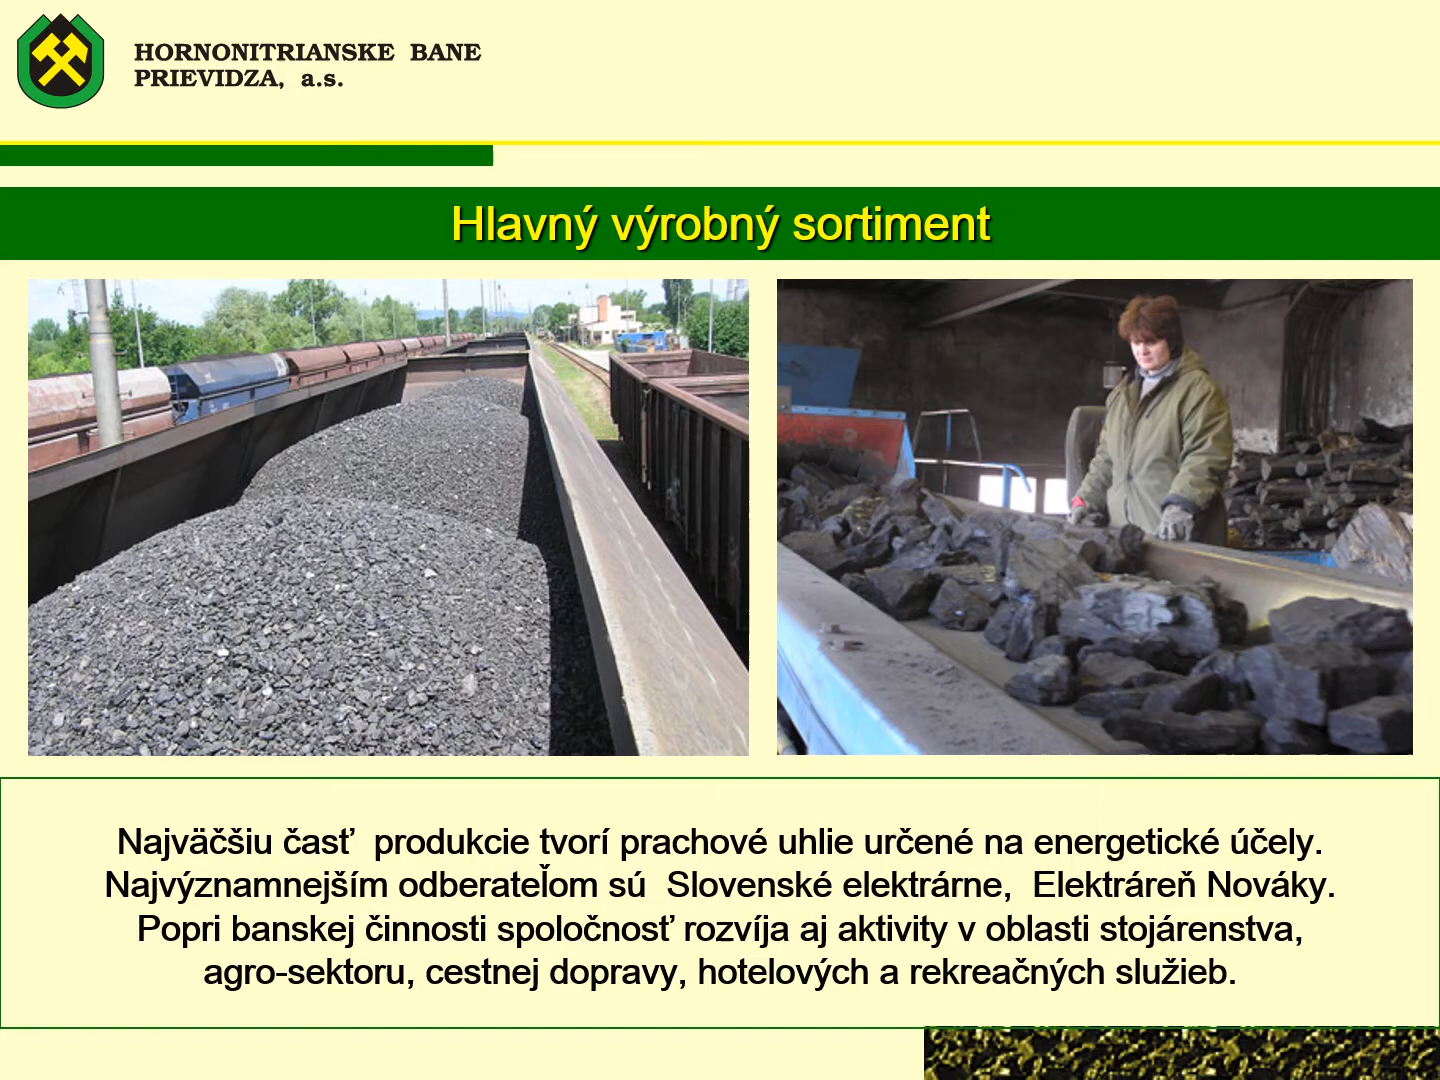 HORNONITRIANSKE BANE
PRIEVIDZA, a.s.
Hlavný výrobný sortiment
Najväčšiu časť produkcie tvorí prachové uhlie určené na energetické účely.
Najvýznamnejším odberateľom sú Slovenské elektrárne, Elektráreň Nováky.
Popri banskej činnosti spoločnosť rozvíja aj aktivity v oblasti stojárenstva,
agro-sektoru, cestnej dopravy, hotelových a rekreačných služieb.